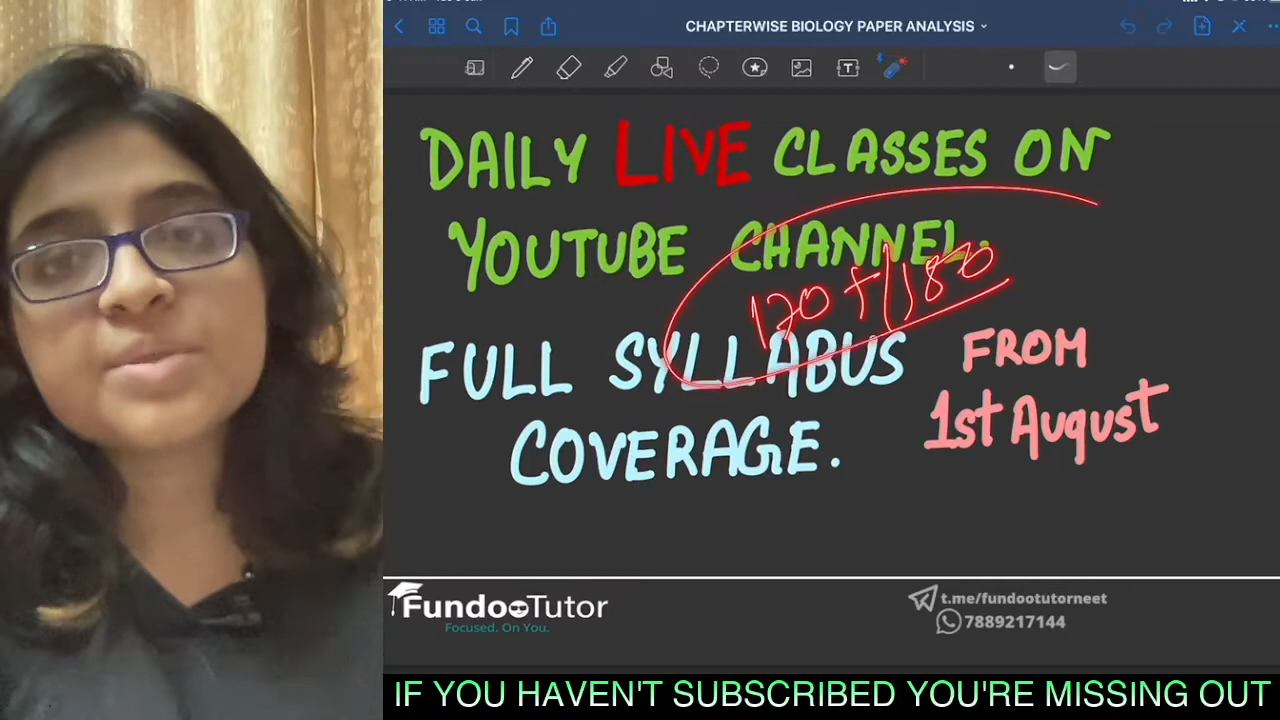 CHAPTERWISE BIOLOGY PAPER ANALYSIS
T
DAILY LIVE CLASSES ON
YOUTUBE CHANNEL.
170+/180
FULL SYLLABUS
COVERAGE.
FROM
1st August
FundooTutor
Focused. On You.
t.me/fundootutorneet
7889217144
IF YOU HAVEN'T SUBSCRIBED YOU'RE MISSING OUT